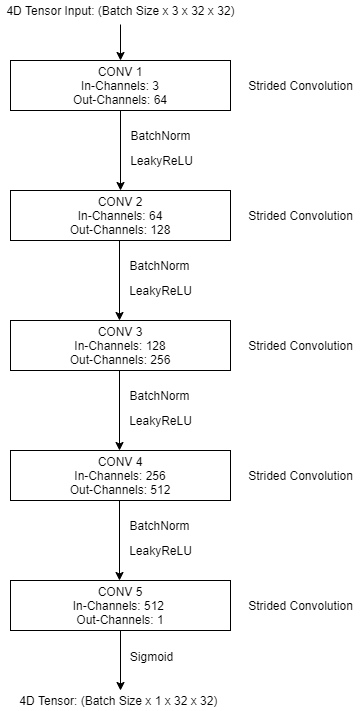 4D Tensor Input: (Batch Size x 3 x 32 x 32)
CONV 1
In-Channels: 3
Out-Channels: 64
Strided Convolution
BatchNorm
LeakyReLU
CONV 2
In-Channels: 64
Out-Channels: 128
Strided Convolution
BatchNorm
LeakyReLU
CONV 3
In-Channels: 128
Out-Channels: 256
Strided Convolution
BatchNorm
LeakyReLU
CONV 4
In-Channels: 256
Out-Channels: 512
Strided Convolution
BatchNorm
LeakyReLU
CONV 5
In-Channels: 512
Out-Channels: 1
Strided Convolution
Sigmoid
4D Tensor: (Batch Size x 1 x 32 x 32)